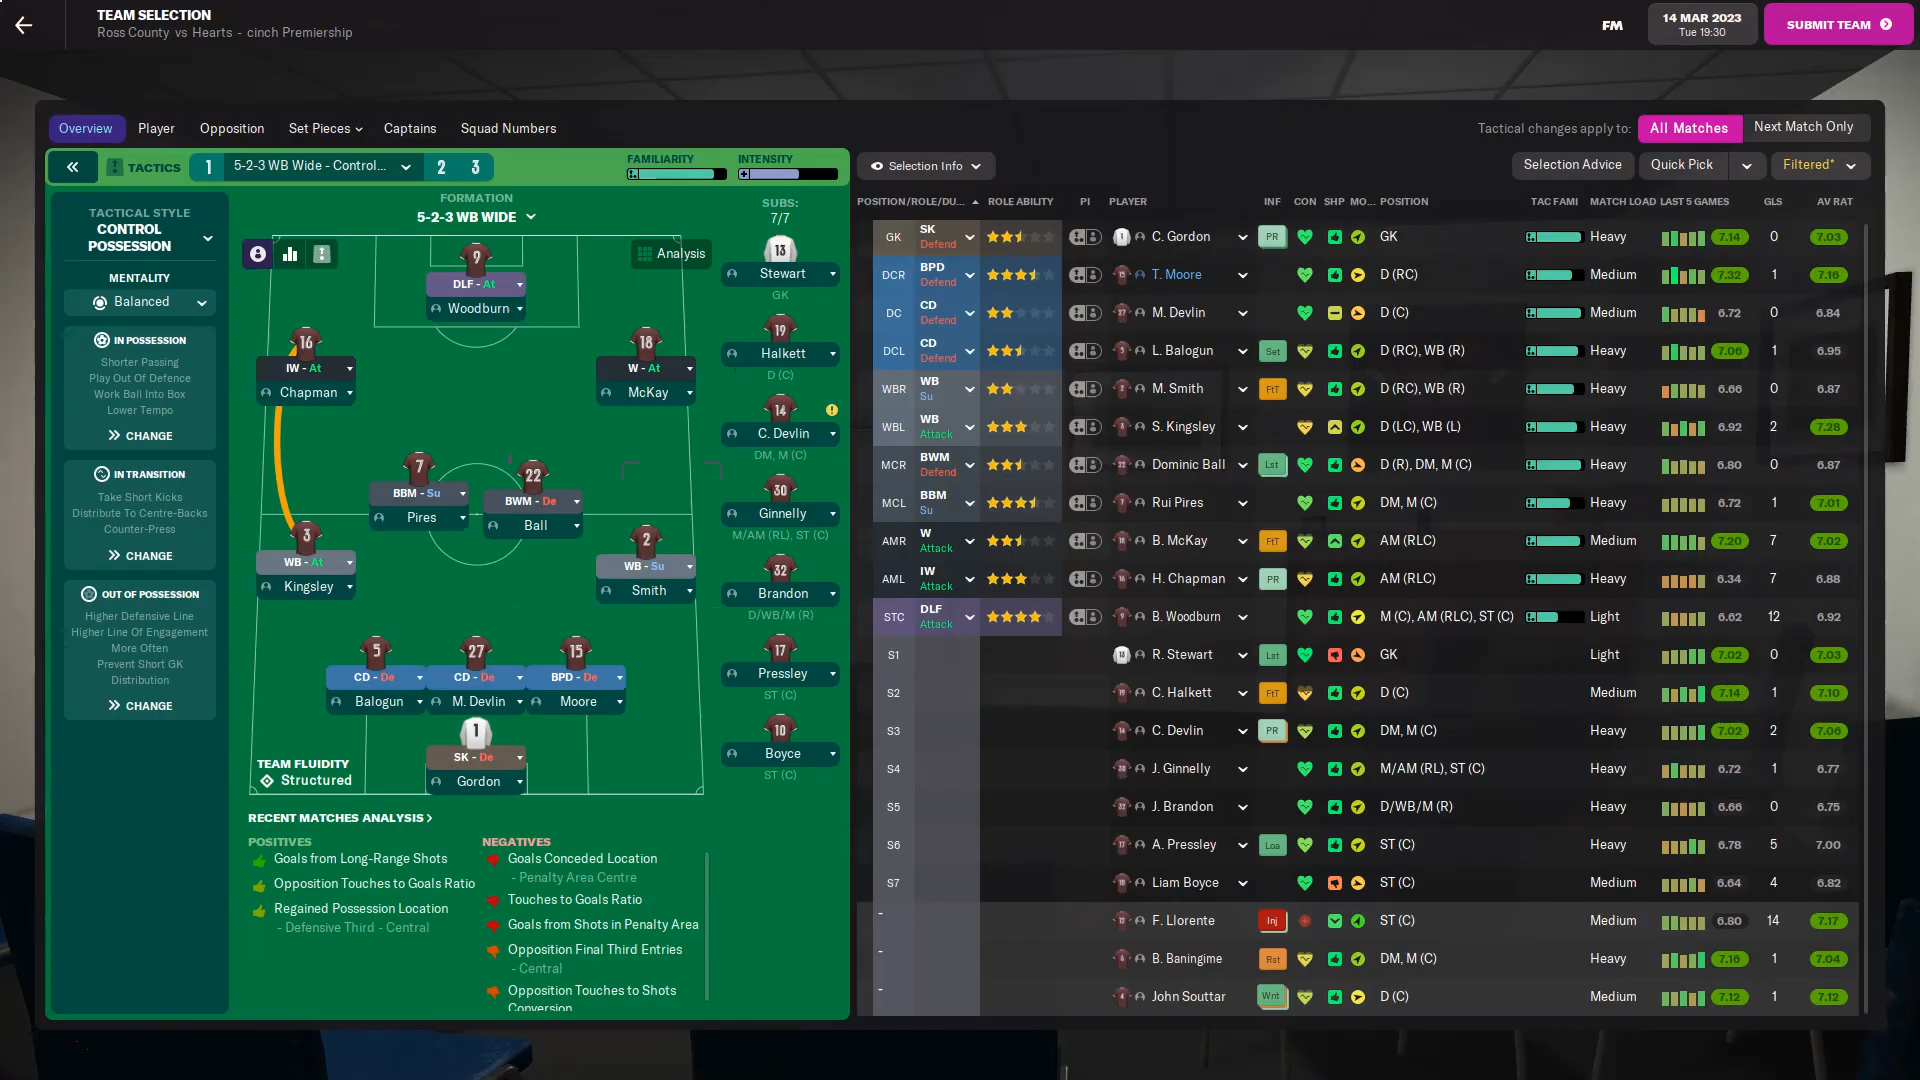 TEAM SELECTION
Ross County vs Hearts - cinch Premiership
FM
14 MAR 2023
Tue 19:30
SUBMIT TEAM
Overview
Player
Opposition
Set Pieces
Captains
Squad Numbers
Tactical changes apply to:
All Matches
Next Match Only
TACTICS
1
5-2-3 WB Wide - Control...
2
3
FAMILIARITY
INTENSITY
Selection Info
Selection Advice
Quick Pick
Filtered*
TACTICAL STYLE
CONTROL
POSSESSION
MENTALITY
Balanced
IN POSSESSION
Shorter Passing
Play Out Of Defence
Work Ball Into Box
Lower Tempo
CHANGE
IN TRANSITION
Take Short Kicks
Distribute To Centre-Backs
Counter-Press
CHANGE
OUT OF POSSESSION
Higher Defensive Line
Higher Line Of Engagement
More Often
Prevent Short GK
Distribution
CHANGE
FORMATION
5-2-3 WB WIDE
Analysis
9
DLF - At
Woodburn
16
IW - At
Chapman
18
W - At
McKay
7
BBM - Su
Pires
22
BWM - De
Ball
3
WB - At
Kingsley
2
WB - Su
Smith
5
CD - De
Balogun
27
CD - De
M. Devlin
15
BPD - De
Moore
1
SK - De
Gordon
TEAM FLUIDITY
Structured
SUBS:
7/7
13
Stewart
GK
19
Halkett
D (C)
14
C. Devlin
DM, M (C)
30
Ginnelly
M/AM (RL), ST (C)
32
Brandon
D/WB/M (R)
17
Pressley
ST (C)
10
Boyce
ST (C)
RECENT MATCHES ANALYSIS
POSITIVES
Goals from Long-Range Shots
Opposition Touches to Goals Ratio
Regained Possession Location
- Defensive Third - Central
NEGATIVES
Goals Conceded Location
- Penalty Area Centre
Touches to Goals Ratio
Goals from Shots in Penalty Area
Opposition Final Third Entries
- Central
Opposition Touches to Shots
Conversion
POSITION/ROLE/DU... ROLE ABILITY PI PLAYER INF CON SHP MO... POSITION TAC FAMI MATCH LOAD LAST 5 GAMES GLS AV RAT
GK SK Defend C. Gordon PR GK Heavy 7.14 0 7.03
DCR BPD Defend T. Moore D (RC) Medium 7.32 1 7.16
DC CD Defend M. Devlin D (C) Medium 6.72 0 6.84
DCL CD Defend L. Balogun Set D (RC), WB (R) Heavy 7.06 1 6.95
WBR WB Su M. Smith FtT D (RC), WB (R) Heavy 6.66 0 6.87
WBL WB Attack S. Kingsley D (LC), WB (L) Heavy 6.92 2 7.28
MCR BWM Defend Dominic Ball Lst D (R), DM, M (C) Heavy 6.80 0 6.87
MCL BBM Su Rui Pires DM, M (C) Heavy 6.72 1 7.01
AMR W Attack B. McKay FtT AM (RLC) Medium 7.20 7 7.02
AML IW Attack H. Chapman PR AM (RLC) Heavy 6.34 7 6.88
STC DLF Attack B. Woodburn M (C), AM (RLC), ST (C) Light 6.62 12 6.92
S1 R. Stewart Lst GK Light 7.02 0 7.03
S2 C. Halkett FtT D (C) Medium 7.14 1 7.10
S3 C. Devlin PR DM, M (C) Heavy 7.02 2 7.06
S4 J. Ginnelly M/AM (RL), ST (C) Heavy 6.72 1 6.77
S5 J. Brandon D/WB/M (R) Heavy 6.66 0 6.75
S6 A. Pressley Loa ST (C) Heavy 6.78 5 7.00
S7 Liam Boyce ST (C) Medium 6.64 4 6.82
- F. Llorente Inj ST (C) Medium 6.80 14 7.17
- B. Baningime Rst DM, M (C) Heavy 7.16 1 7.04
- John Souttar Wnt D (C) Medium 7.12 1 7.12